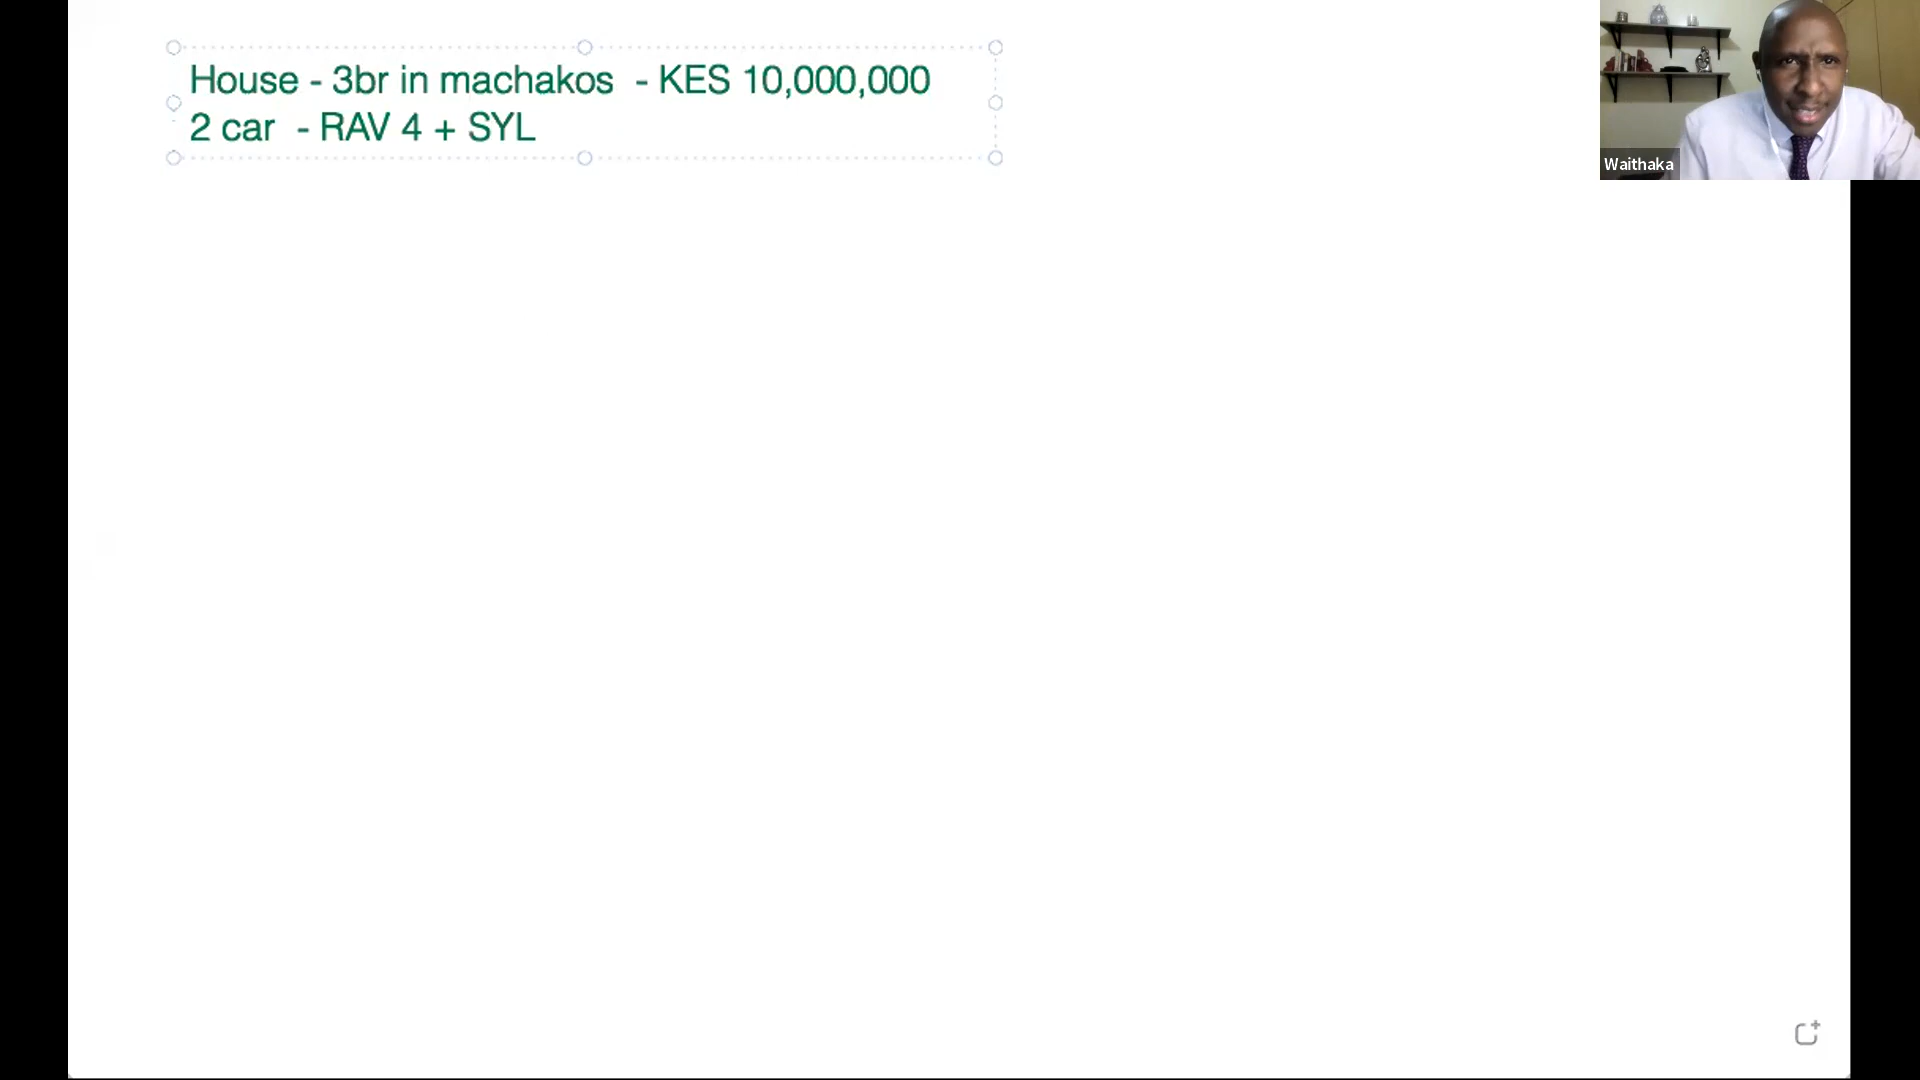 House - 3br in machakos - KES 10,000,000
2 car - RAV 4 + SYL
Waithaka